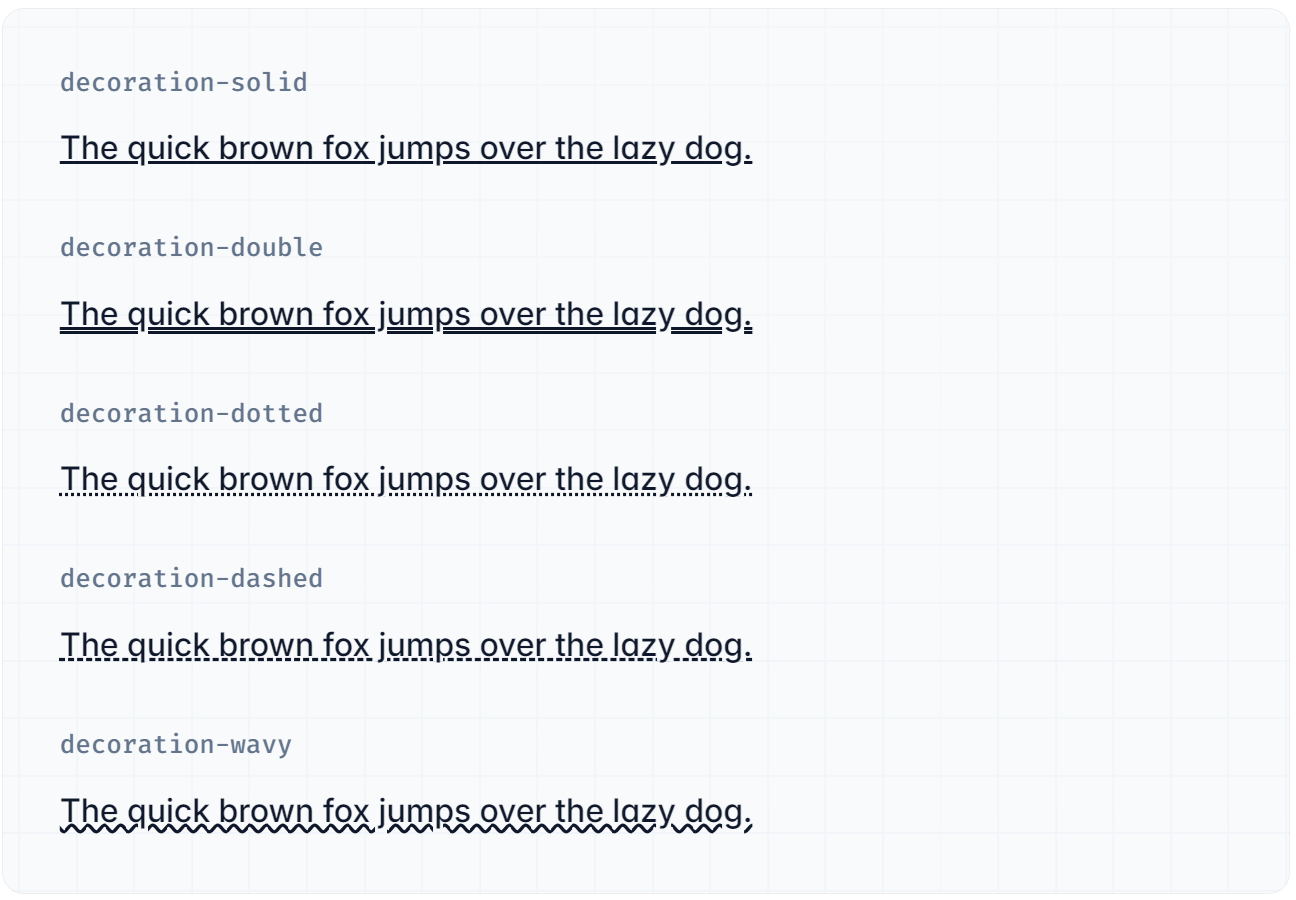 decoration-solid
The quick brown fox jumps over the lazy dog.
decoration-double
The quick brown fox jumps over the lazy dog.
decoration-dotted
The quick brown fox jumps over the lazy dog.
decoration-dashed
The quick brown fox jumps over the lazy dog.
decoration-wavy
The quick brown fox jumps over the lazy dog.